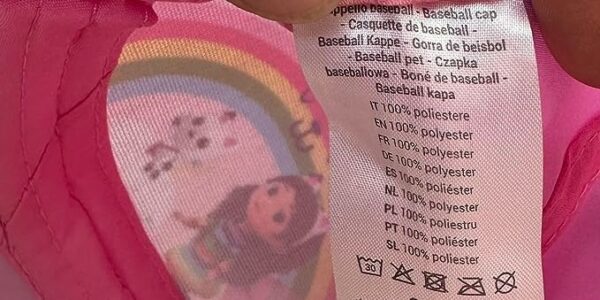 appello baseball - Baseball cap
- Casquette de baseball -
Baseball Kappe - Gorra de beisbol
- Baseball pet - Czapka
baseballowa - Boné de baseball -
Baseball kapa
IT 100% poliestere
EN 100% polyester
FR 100% polyester
DE 100% polyester
ES 100% poliéster
NL 100% polyester
PL 100% poliestru
PT 100% poliéster
SL 100% poliester
30